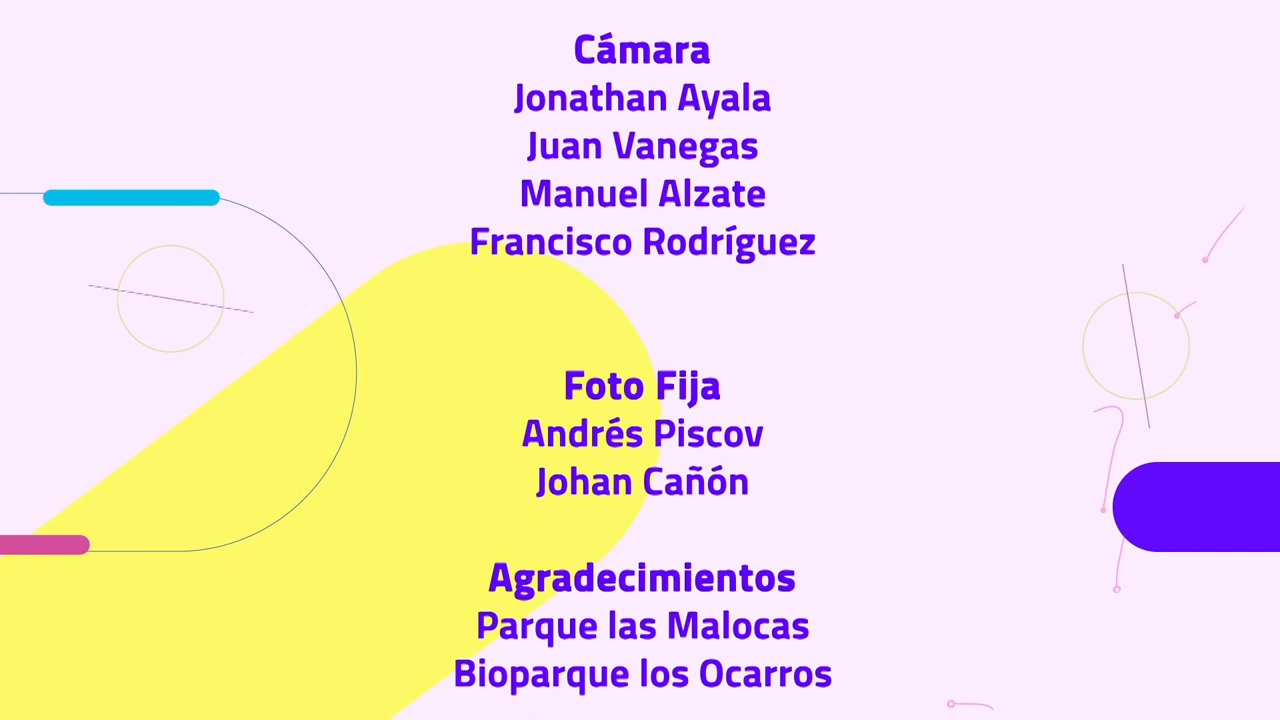 Cámara
Jonathan Ayala
Juan Vanegas
Manuel Alzate
Francisco Rodríguez
Foto Fija
Andrés Piscov
Johan Cañón
Agradecimientos
Parque las Malocas
Bioparque los Ocarros